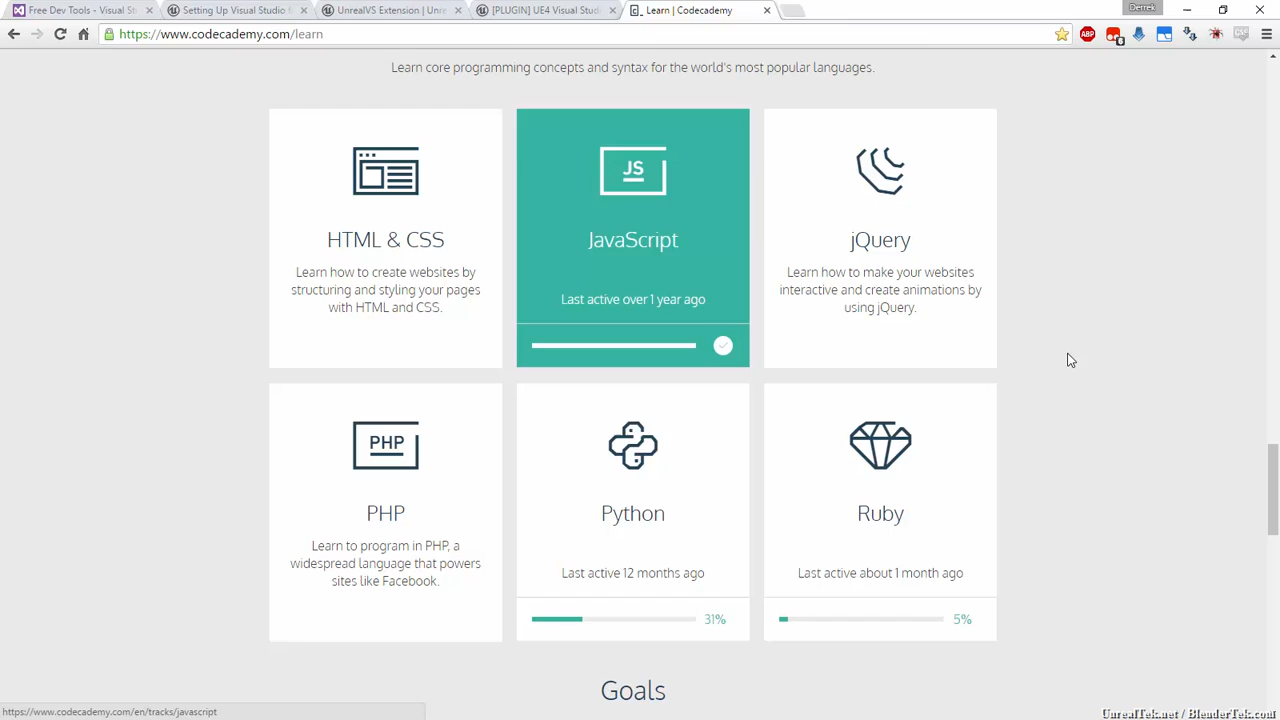 Free Dev Tools - Visual St
Setting Up Visual Studio f
UnrealVS Extension | Unre
[PLUGIN] UE4 Visual Stud
Learn | Codecademy
Derrek
https://www.codecademy.com/learn
ABP
Learn core programming concepts and syntax for the world's most popular languages.
HTML & CSS
Learn how to create websites by
structuring and styling your pages
with HTML and CSS.
JS
JavaScript
Last active over 1 year ago
jQuery
Learn how to make your websites
interactive and create animations by
using jQuery.
PHP
PHP
Learn to program in PHP, a
widespread language that powers
sites like Facebook.
Python
Last active 12 months ago
31%
Ruby
Last active about 1 month ago
5%
Goals
https://www.codecademy.com/en/tracks/javascript
UnrealTek.net / BlenderTek.com